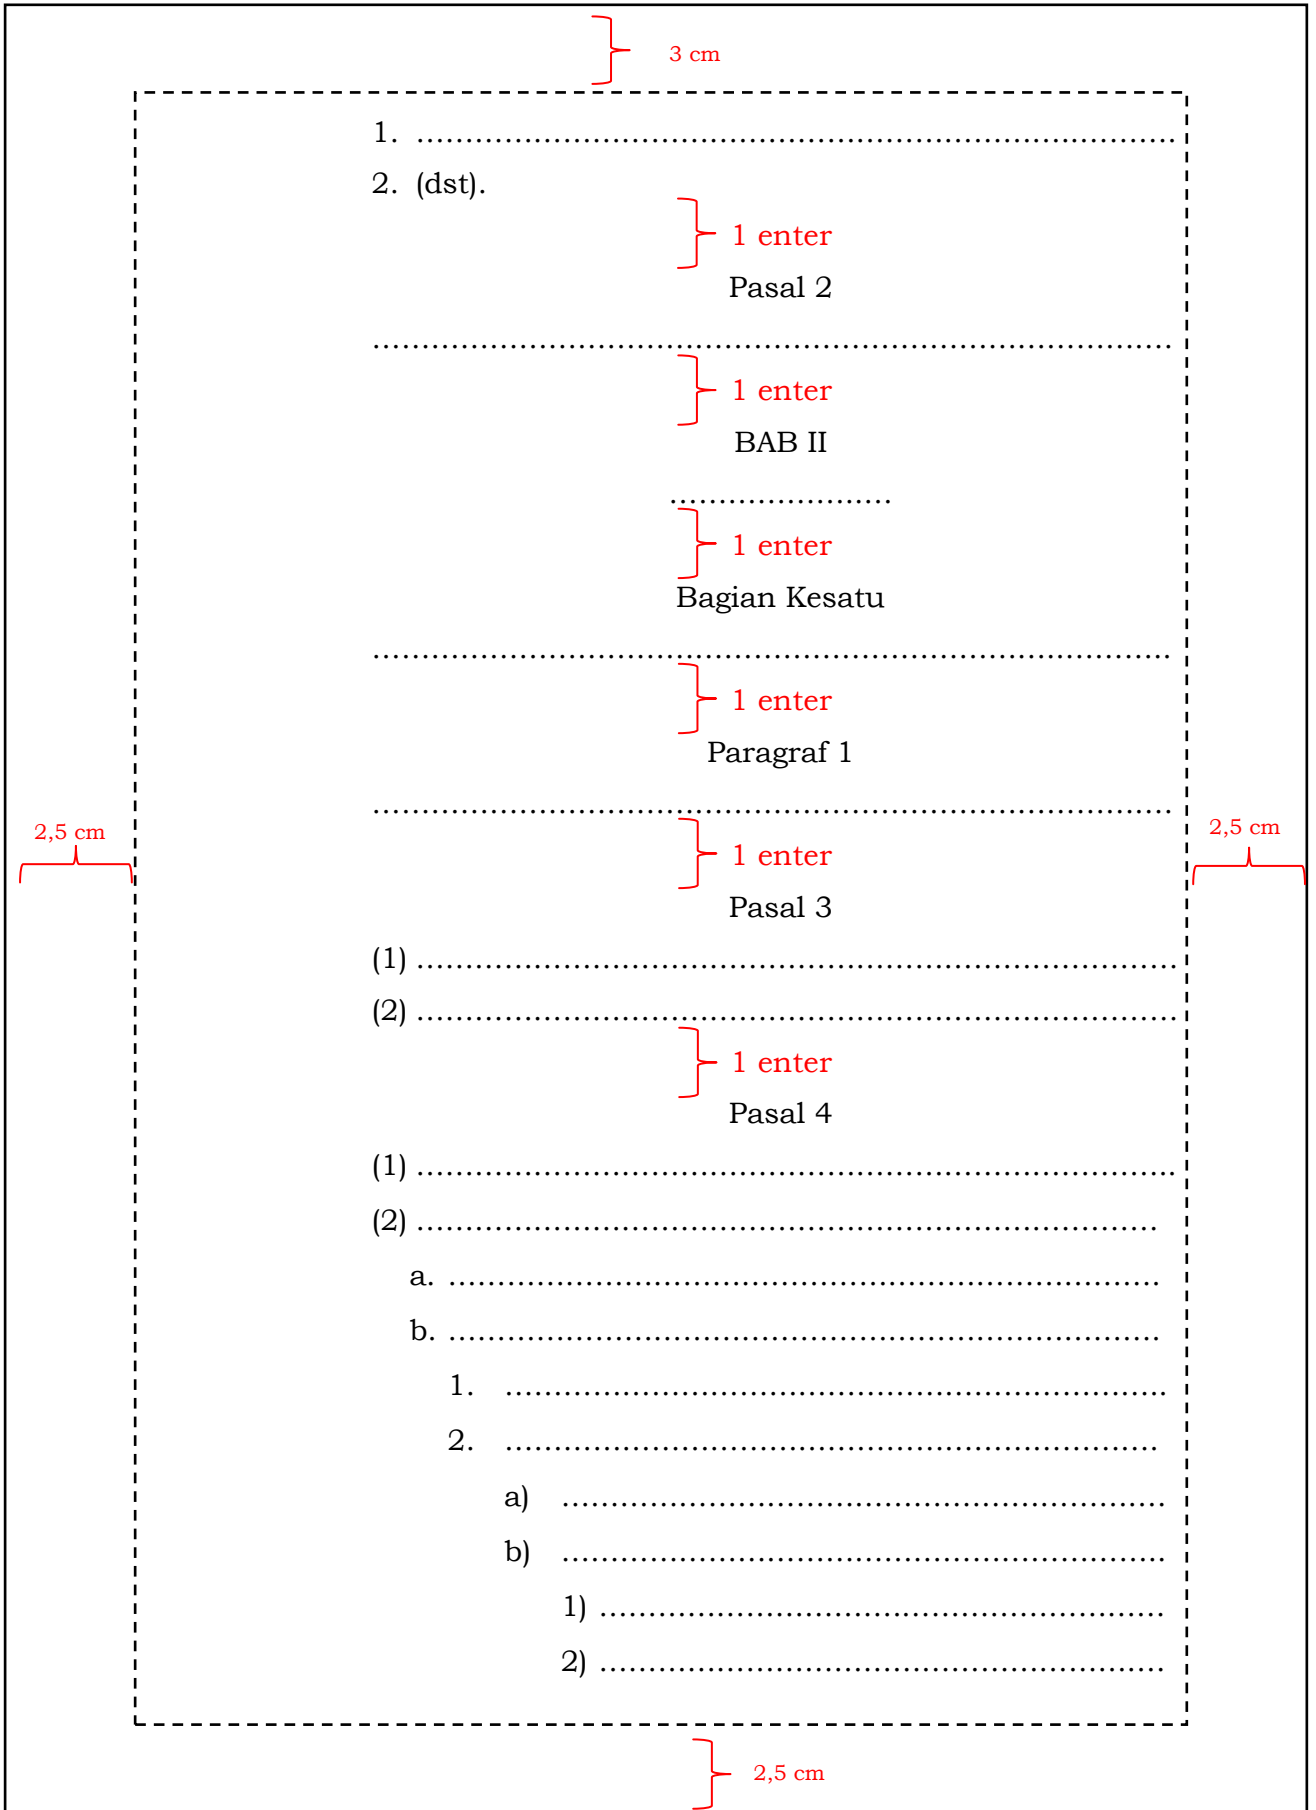 3 cm
1. ……………………………………………………………………
2. (dst).
1 enter
Pasal 2
………………………………………………………………………
1 enter
BAB II
…………………..
1 enter
Bagian Kesatu
………………………………………………………………………
1 enter
Paragraf 1
………………………………………………………………………
2,5 cm
2,5 cm
1 enter
Pasal 3
(1) ……………………………………………………………………
(2) ……………………………………………………………………
1 enter
Pasal 4
(1) ……………………………………………………………………
(2) …………………………………………………………………
a. ………………………………………………………………
b. ………………………………………………………………
1. …………………………………………………………
2. …………………………………………………………
a) ……………………………………………………
b) ……………………………………………………
1) …………………………………………………
2) …………………………………………………
2,5 cm